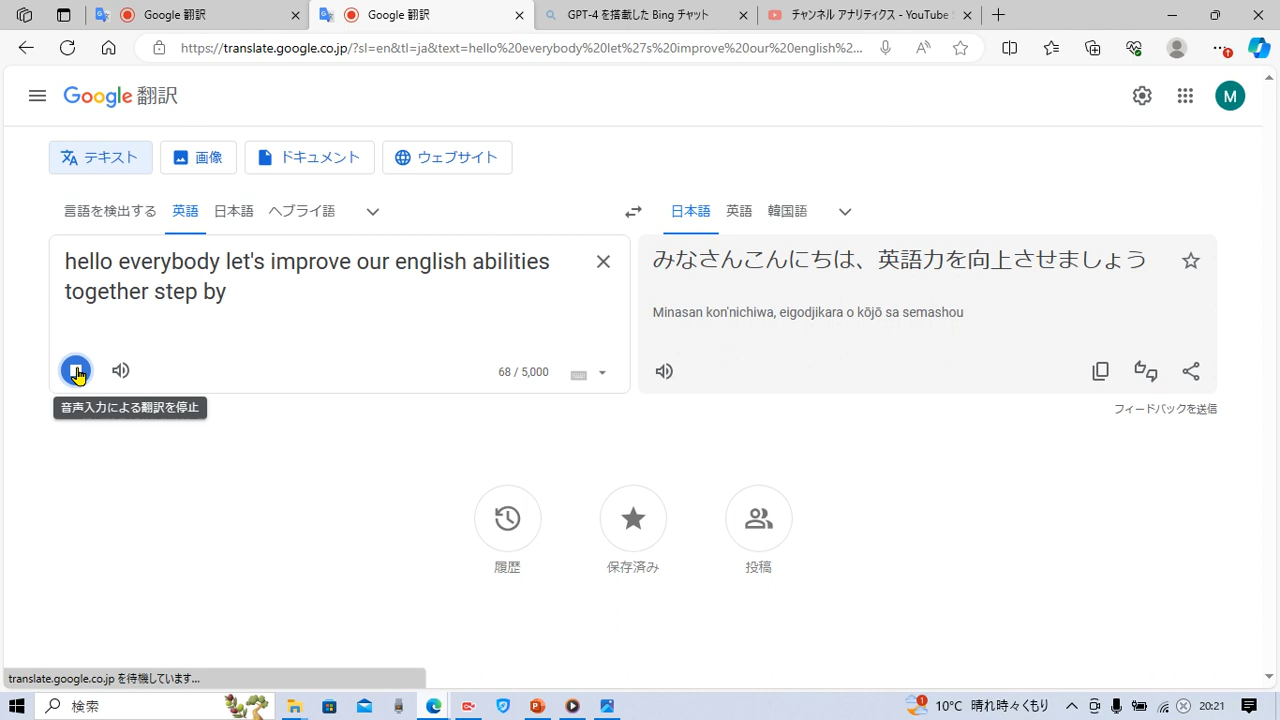 Google 翻訳
Google 翻訳
GPT-4 を搭載した Bing チャット
チャンネル アナリティクス - YouTube
https://translate.google.co.jp/?sl=en&tl=ja&text=hello%20everybody%20let%27s%20improve%20our%20english%2...
Google 翻訳
M
テキスト
画像
ドキュメント
ウェブサイト
言語を検出する 英語 日本語 ヘブライ語
日本語 英語 韓国語
hello everybody let's improve our english abilities
together step by
みなさんこんにちは、英語力を向上させましょう
Minasan kon'nichiwa, eigodjikara o kōjō sa semashou
68 / 5,000
音声入力による翻訳を停止
フィードバックを送信
履歴
保存済み
投稿
translate.google.co.jp を待機しています...
検索
1
10°C 晴れ時々くもり
20:21